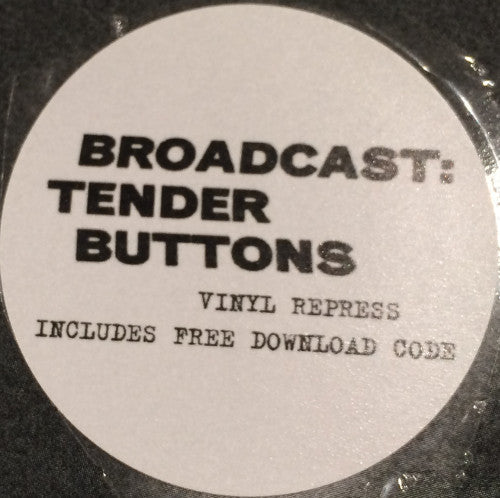 BROADCAST:
TENDER
BUTTONS
VINYL REPRESS
INCLUDES FREE DOWNLOAD CODE